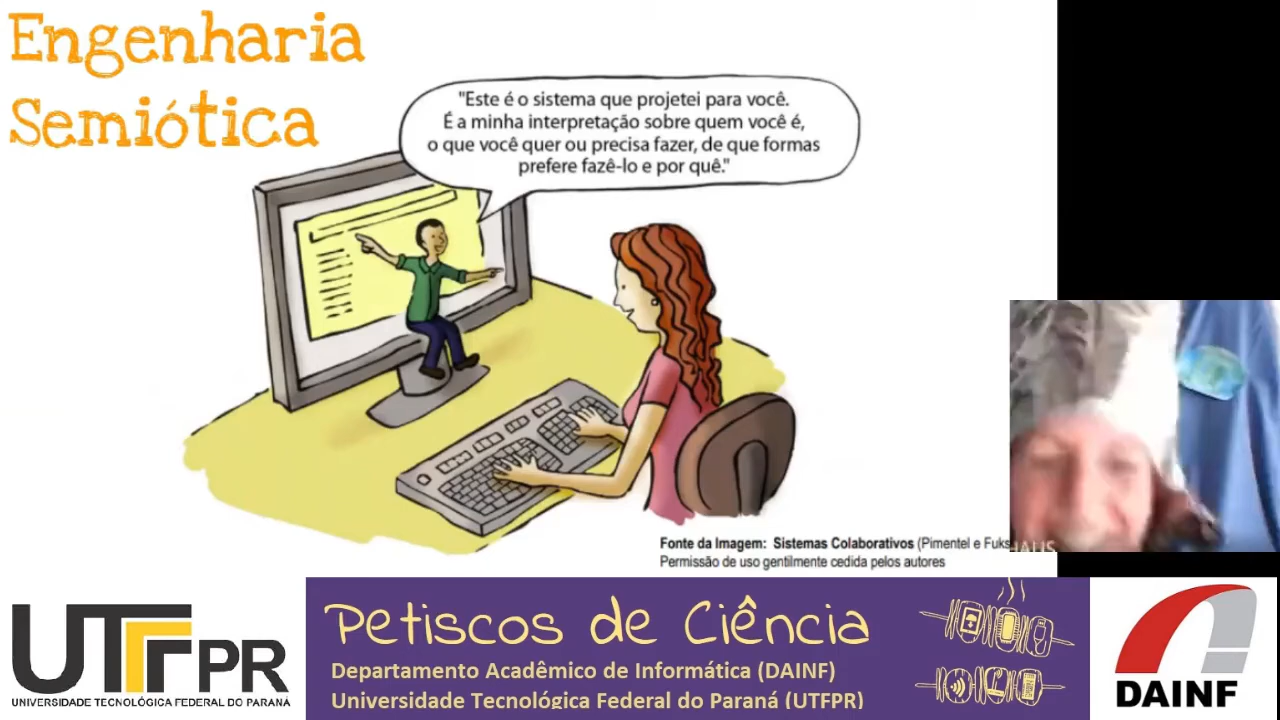 Engenharia
Semiótica
"Este é o sistema que projetei para você.
É a minha interpretação sobre quem você é,
o que você quer ou precisa fazer, de que formas
prefere fazê-lo e por quê."
Fonte da Imagem: Sistemas Colaborativos (Pimentel e Fuks
Permissão de uso gentilmente cedida pelos autores
UTFPR
UNIVERSIDADE TECNOLÓGICA FEDERAL DO PARANÁ
Petiscos de Ciência
Departamento Acadêmico de Informática (DAINF)
Universidade Tecnológica Federal do Paraná (UTFPR)
DAINF